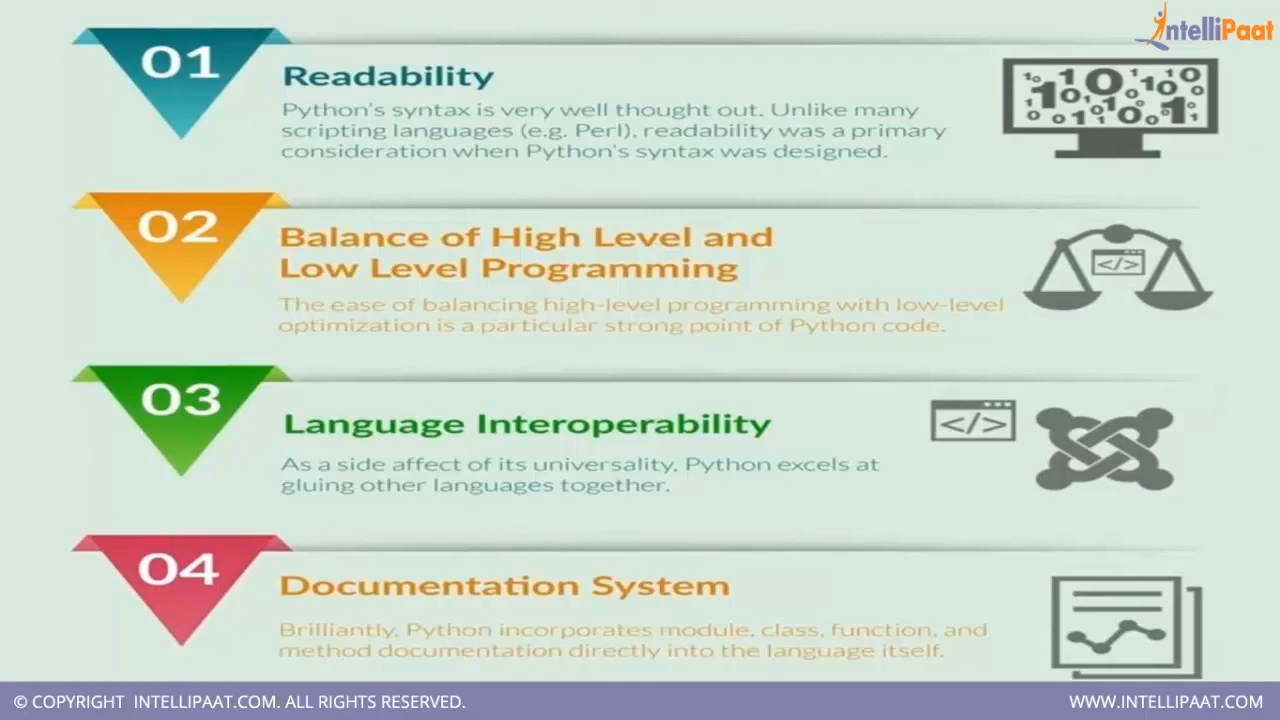 IntelliPaat
01
Readability
Python's syntax is very well thought out. Unlike many
scripting languages (e.g. Perl), readability was a primary
consideration when Python's syntax was designed.
02
Balance of High Level and
Low Level Programming
The ease of balancing high-level programming with low-level
optimization is a particular strong point of Python code.
</>
03
Language Interoperability
</>
As a side affect of its universality, Python excels at
gluing other languages together.
04
Documentation System
Brilliantly, Python incorporates module, class, function, and
method documentation directly into the language itself.
© COPYRIGHT INTELLIPAAT.COM. ALL RIGHTS RESERVED.
WWW.INTELLIPAAT.COM